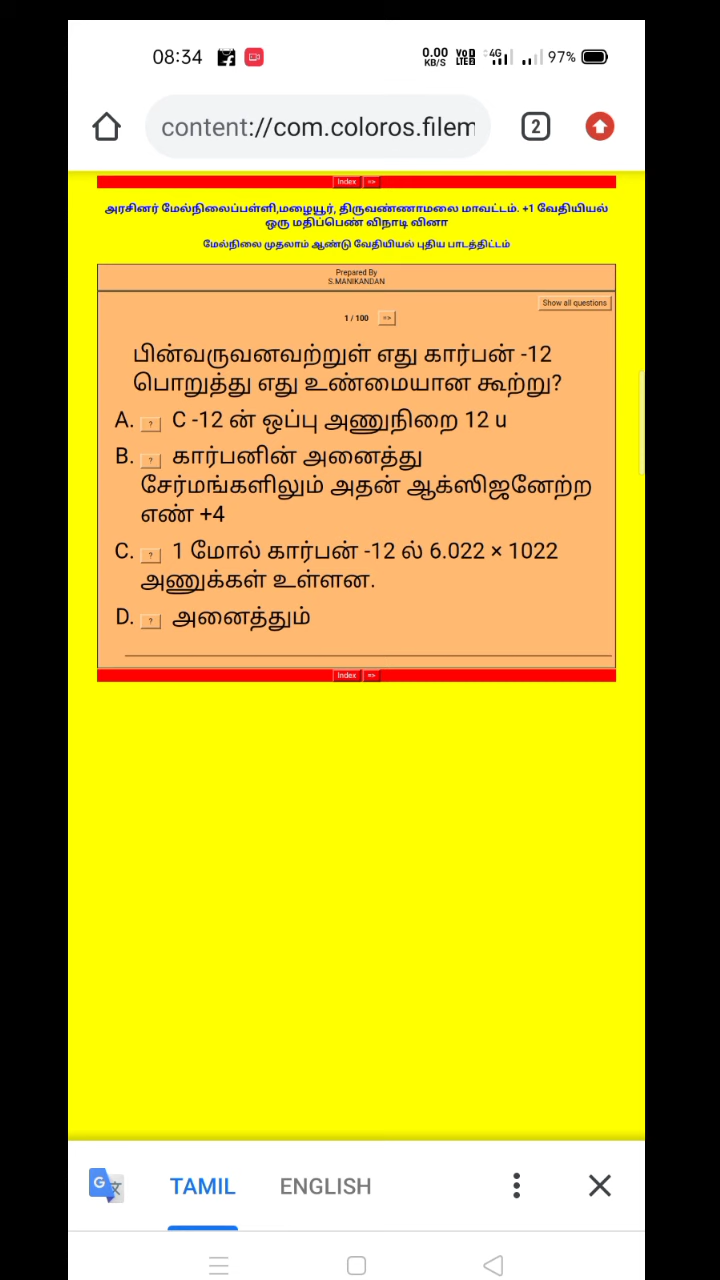 08:34 0.00 KB/S VoD LTE2 4G 97%
content://com.coloros.filem 2
Index =>
அரசினர் மேல்நிலைப்பள்ளி,மழையூர், திருவண்ணாமலை மாவட்டம். +1 வேதியியல்
ஒரு மதிப்பெண் விநாடி வினா
மேல்நிலை முதலாம் ஆண்டு வேதியியல் புதிய பாடத்திட்டம்
Prepared By
S.MANIKANDAN
Show all questions
1 / 100 =>
பின்வருவனவற்றுள் எது கார்பன் -12
பொறுத்து எது உண்மையான கூற்று?
A. ? C -12 ன் ஒப்பு அணுநிறை 12 u
B. ? கார்பனின் அனைத்து
சேர்மங்களிலும் அதன் ஆக்ஸிஜனேற்ற
எண் +4
C. ? 1 மோல் கார்பன் -12 ல் 6.022 × 1022
அணுக்கள் உள்ளன.
D. ? அனைத்தும்
Index =>
TAMIL ENGLISH